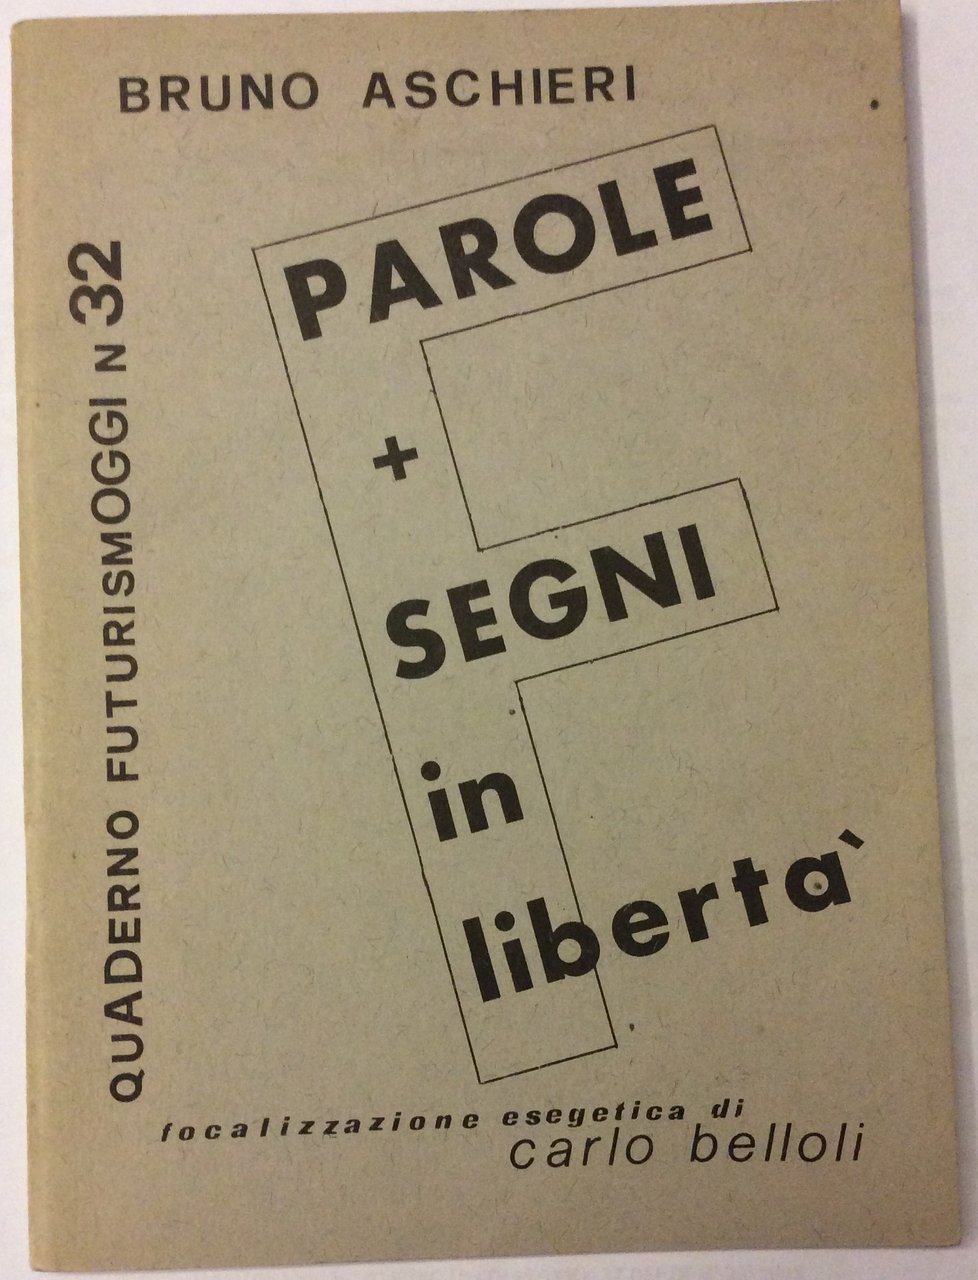 BRUNO ASCHIERI
QUADERNO FUTURISMOGGI N 32
PAROLE
+
SEGNI
in
liberta`
focalizzazione esegetica di
carlo belloli